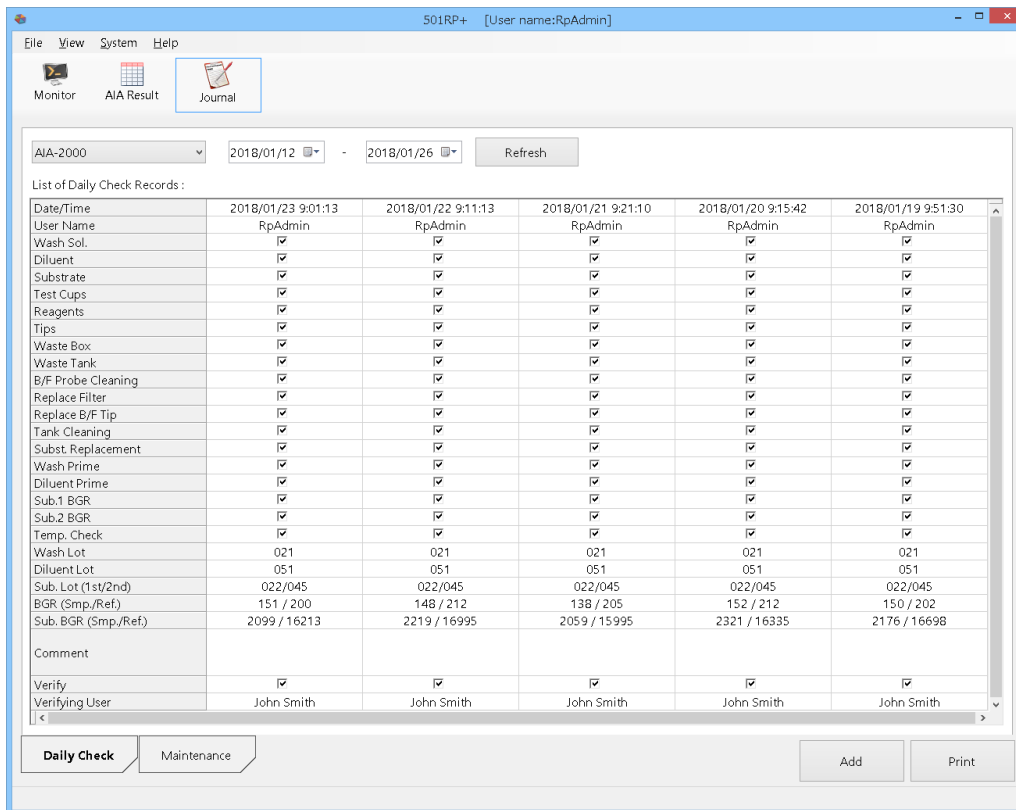 501RP+ [User name:RpAdmin]
File View System Help
Monitor AIA Result Journal
AIA-2000 2018/01/12 - 2018/01/26 Refresh
List of Daily Check Records :
Date/Time 2018/01/23 9:01:13 2018/01/22 9:11:13 2018/01/21 9:21:10 2018/01/20 9:15:42 2018/01/19 9:51:30
User Name RpAdmin RpAdmin RpAdmin RpAdmin RpAdmin
Wash Sol.
Diluent
Substrate
Test Cups
Reagents
Tips
Waste Box
Waste Tank
B/F Probe Cleaning
Replace Filter
Replace B/F Tip
Tank Cleaning
Subst. Replacement
Wash Prime
Diluent Prime
Sub.1 BGR
Sub.2 BGR
Temp. Check
Wash Lot 021 021 021 021 021
Diluent Lot 051 051 051 051 051
Sub. Lot (1st/2nd) 022/045 022/045 022/045 022/045 022/045
BGR (Smp./Ref.) 151 / 200 148 / 212 138 / 205 152 / 212 150 / 202
Sub. BGR (Smp./Ref.) 2099 / 16213 2219 / 16995 2059 / 15995 2321 / 16335 2176 / 16698
Comment
Verify
Verifying User John Smith John Smith John Smith John Smith John Smith
Daily Check Maintenance
Add Print